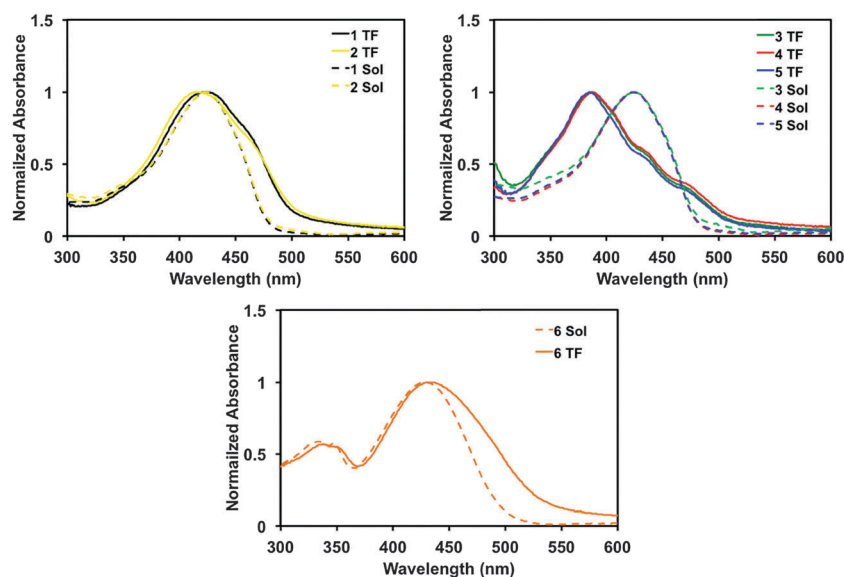 1.5
1
0.5
0
Normailzed Absorbance
300 350 400 450 500 550 600
Wavelength (nm)
1 TF
2 TF
1 Sol
2 Sol
1.5
1
0.5
0
Normailzed Absorbance
300 350 400 450 500 550 600
Wavelength (nm)
3 TF
4 TF
5 TF
3 Sol
4 Sol
5 Sol
1.5
1
0.5
0
Normailzed Absorbance
300 350 400 450 500 550 600
Wavelength (nm)
6 Sol
6 TF